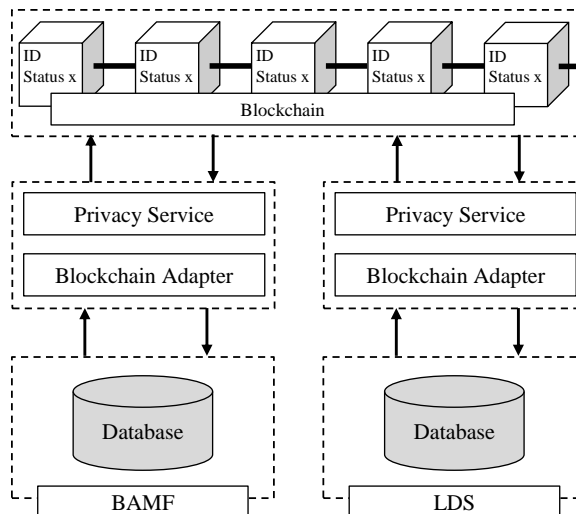 ID ID ID ID ID
Status x Status x Status x Status x Status x
Blockchain
Privacy Service Privacy Service
Blockchain Adapter Blockchain Adapter
Database Database
BAMF LDS